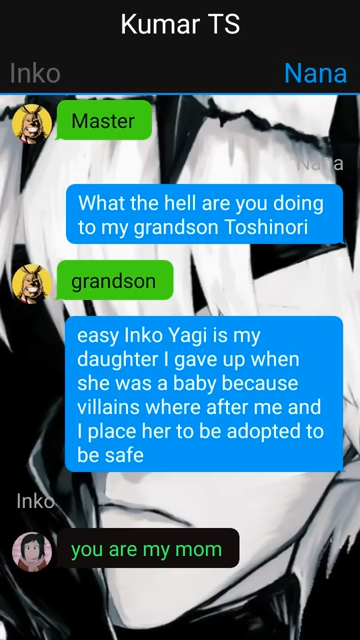 Kumar TS
Inko
Nana
Master
Nana
What the hell are you doing
to my grandson Toshinori
grandson
easy Inko Yagi is my
daughter I gave up when
she was a baby because
villains where after me and
I place her to be adopted to
be safe
Inko
you are my mom